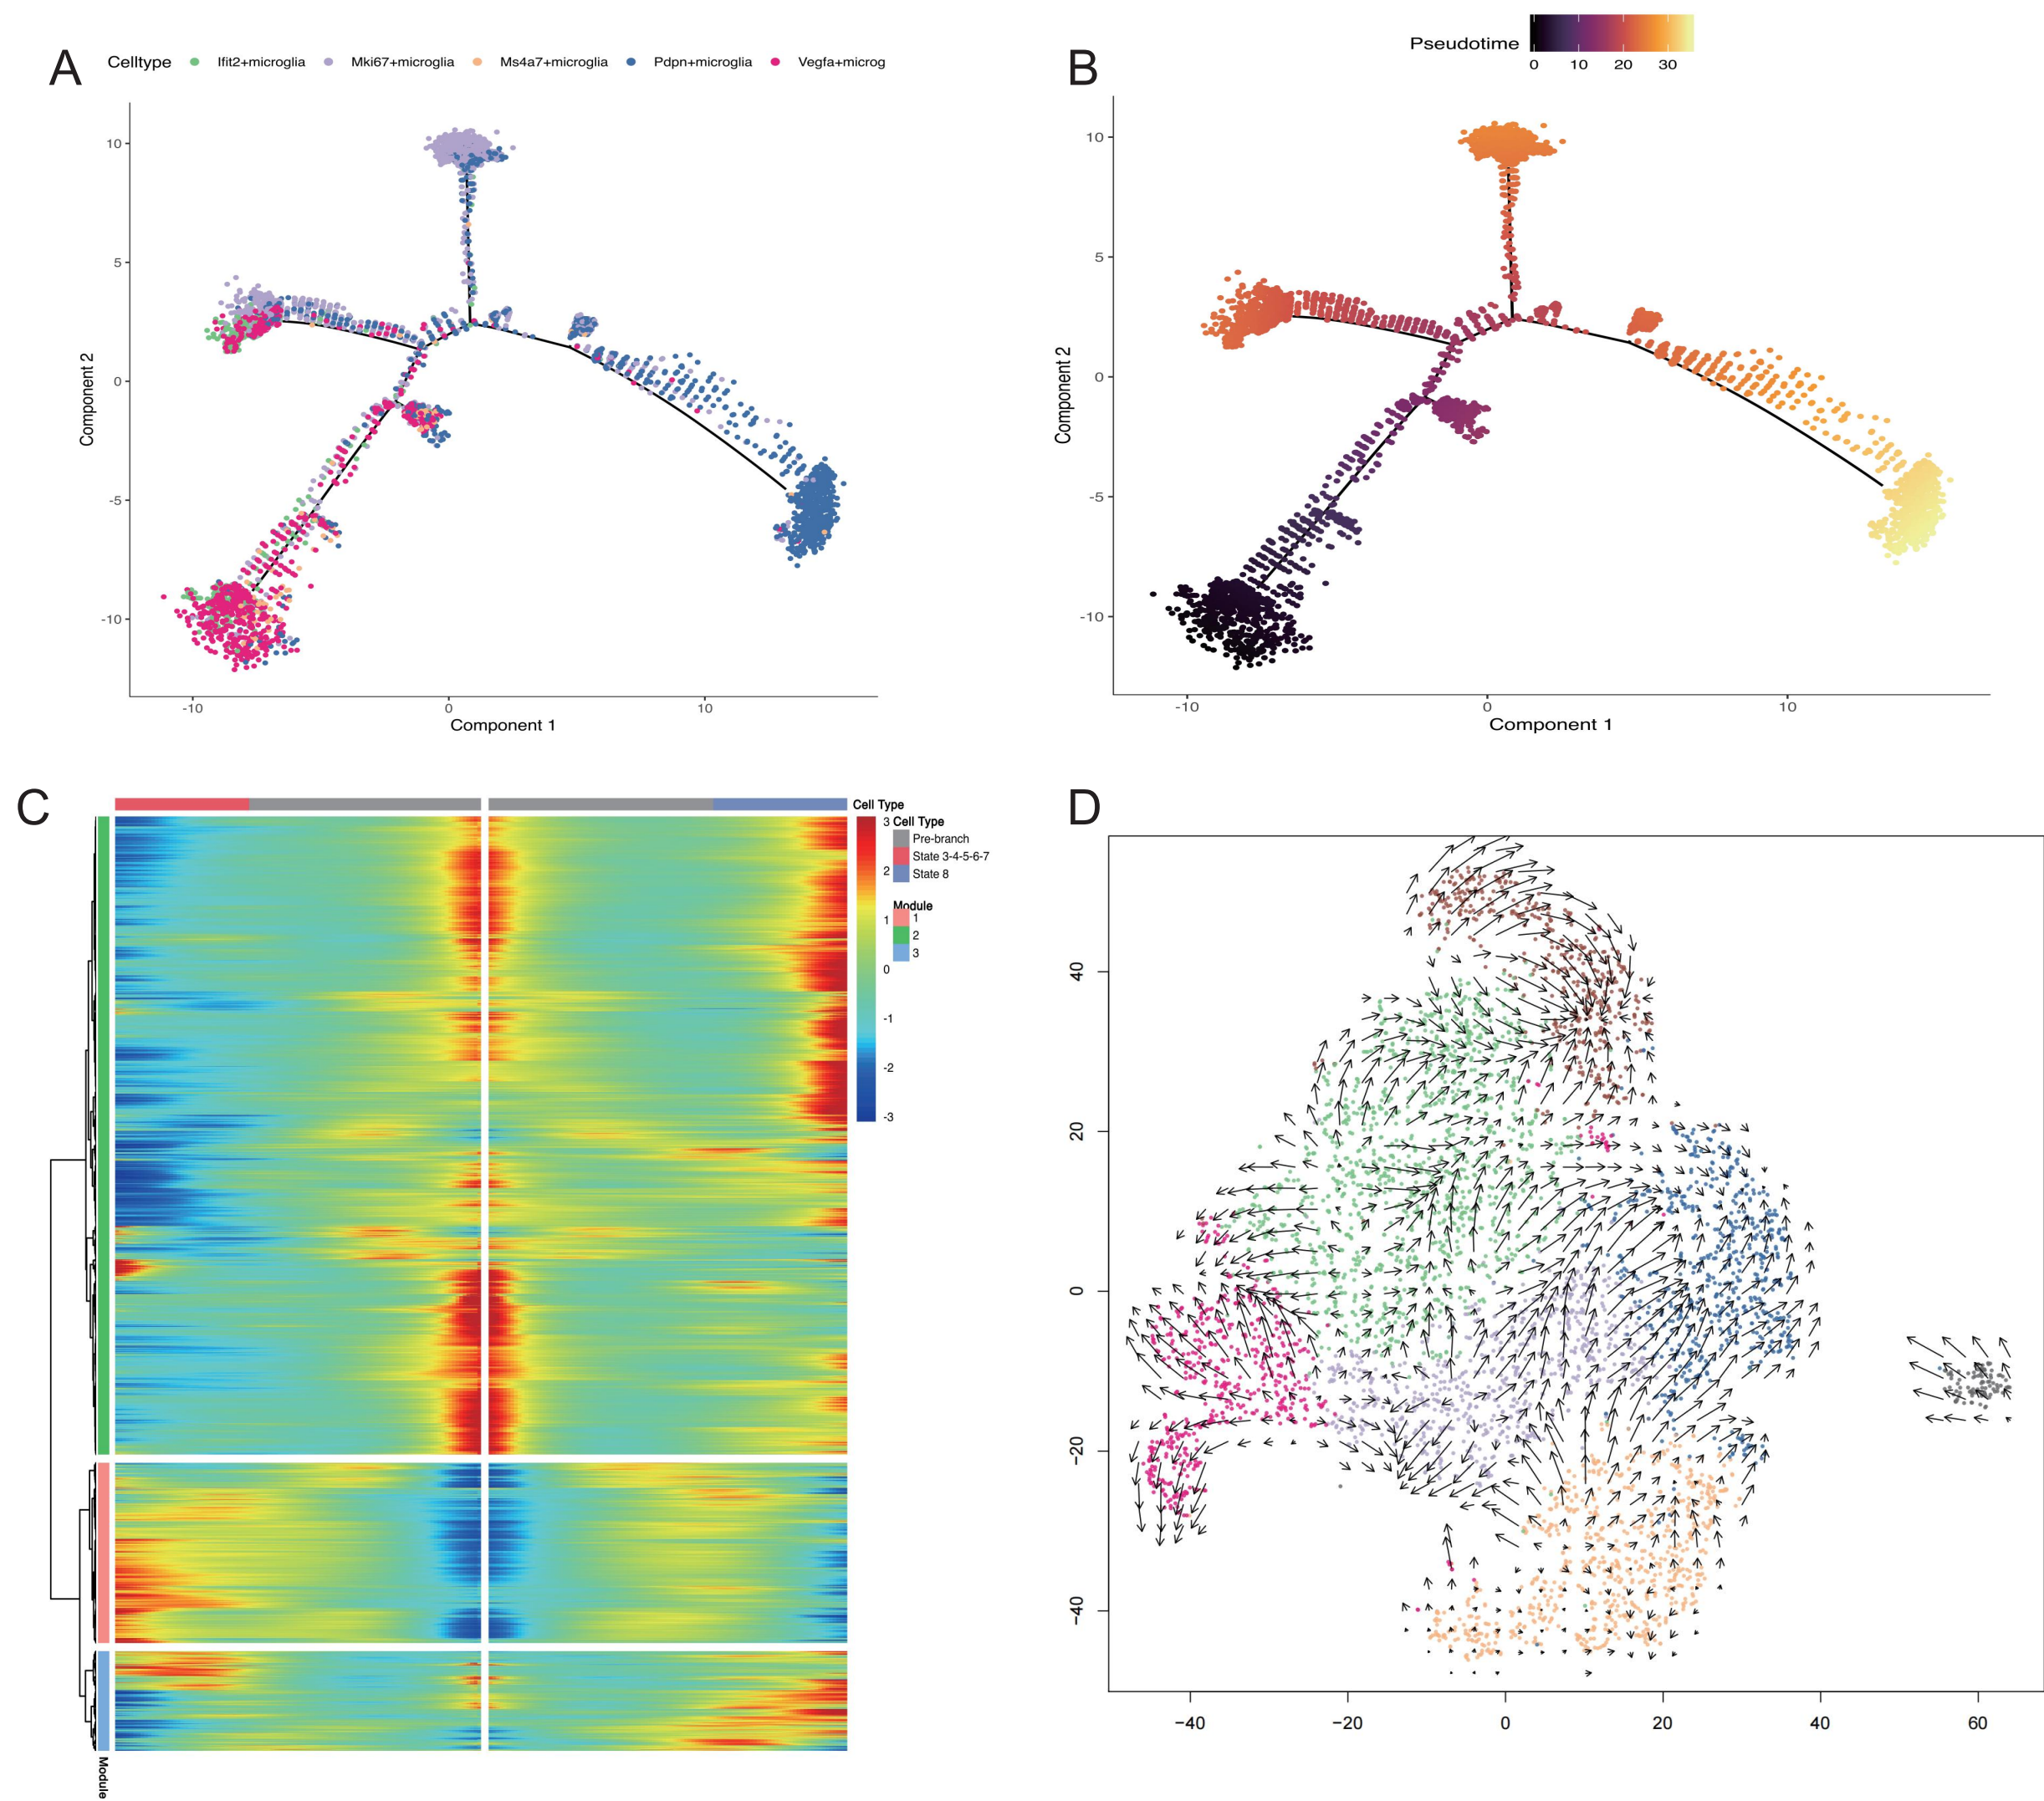 A
Celltype Ifit2+microglia Mki67+microglia Ms4a7+microglia Pdpn+microglia Vegfa+microg
10
5
0
-5
-10
Component 2
-10 0 10
Component 1
B
Pseudotime
0 10 20 30
10
5
0
-5
-10
Component 2
-10 0 10
Component 1
C
Cell Type
3
2
1
0
-1
-2
-3
Cell Type
Pre-branch
State 3-4-5-6-7
State 8
Module
1
2
3
Module
D
40
20
0
−20
−40
−40 −20 0 20 40 60